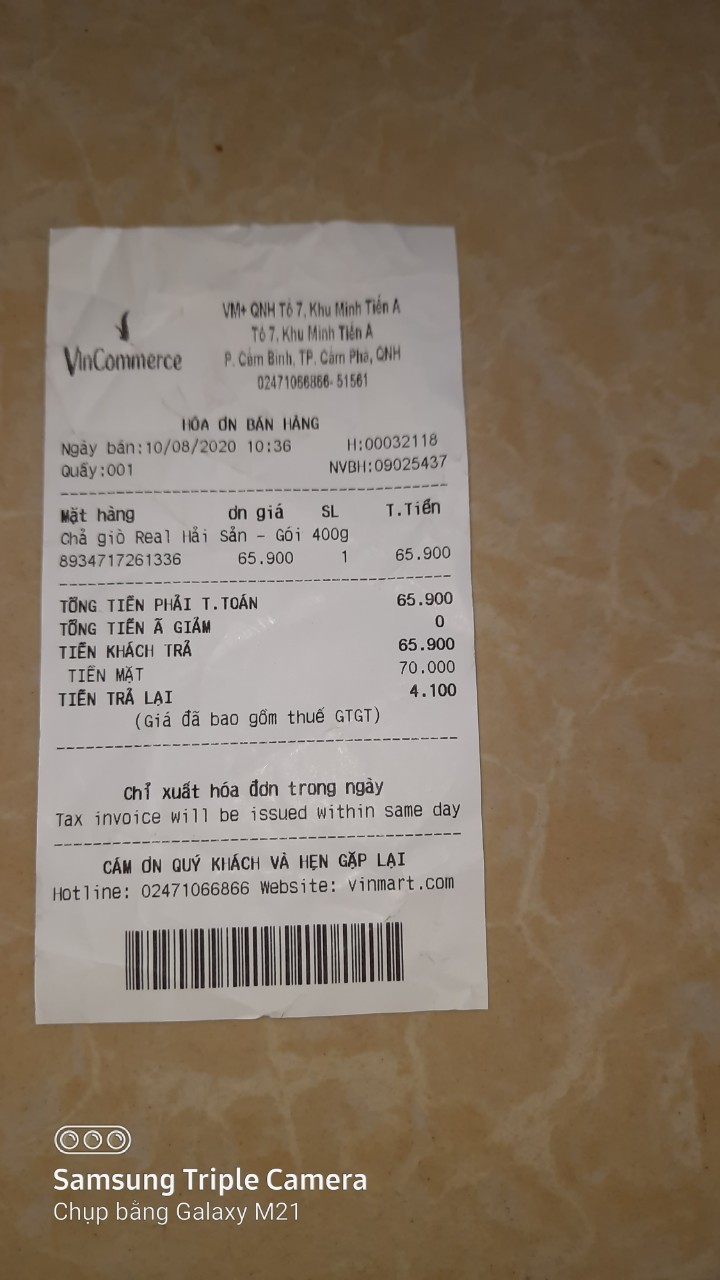 VinCommerce
VM+ QNH Tổ 7, Khu Minh Tiến A
Tổ 7, Khu Minh Tiến A
P. Cẩm Bình, TP. Cẩm Phả, QNH
02471066866- 51561
HÓA ƠN BÁN HÀNG
Ngày bán:10/08/2020 10:36 H:00032118
Quầy:001 NVBH:09025437
Mặt hàng ơn giá SL T.Tiền
Chả giò Real Hải Sản - Gói 400g
8934717261336 65.900 1 65.900
TỔNG TIỀN PHẢI T.TOÁN 65.900
TỔNG TIỀN Ã GIẢM 0
TIỀN KHÁCH TRẢ 65.900
TIỀN MẶT 70.000
TIỀN TRẢ LẠI 4.100
(Giá đã bao gồm thuế GTGT)
Chỉ xuất hóa đơn trong ngày
Tax invoice will be issued within same day
CÁM ƠN QUÝ KHÁCH VÀ HẸN GẶP LẠI
Hotline: 02471066866 Website: vinmart.com
Samsung Triple Camera
Chụp bằng Galaxy M21